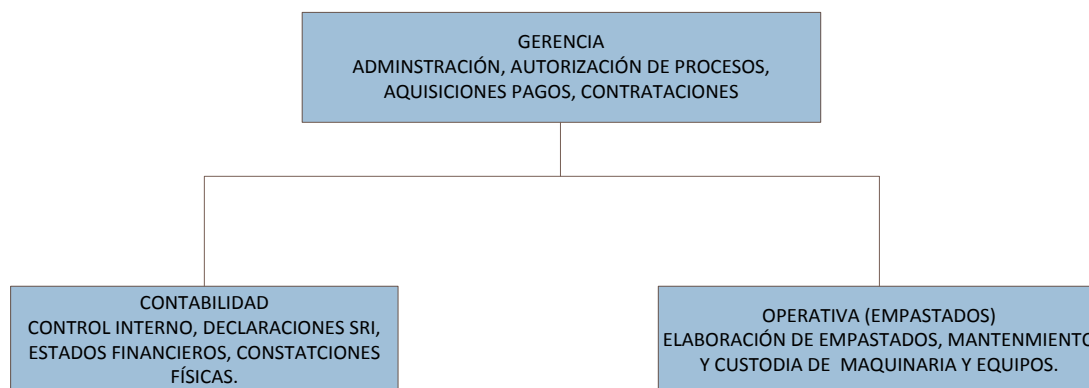 GERENCIA
ADMINSTRACIÓN, AUTORIZACIÓN DE PROCESOS,
AQUISICIONES PAGOS, CONTRATACIONES
CONTABILIDAD
CONTROL INTERNO, DECLARACIONES SRI,
ESTADOS FINANCIEROS, CONSTATCIONES
FÍSICAS.
OPERATIVA (EMPASTADOS)
ELABORACIÓN DE EMPASTADOS, MANTENMIENTO
Y CUSTODIA DE MAQUINARIA Y EQUIPOS.